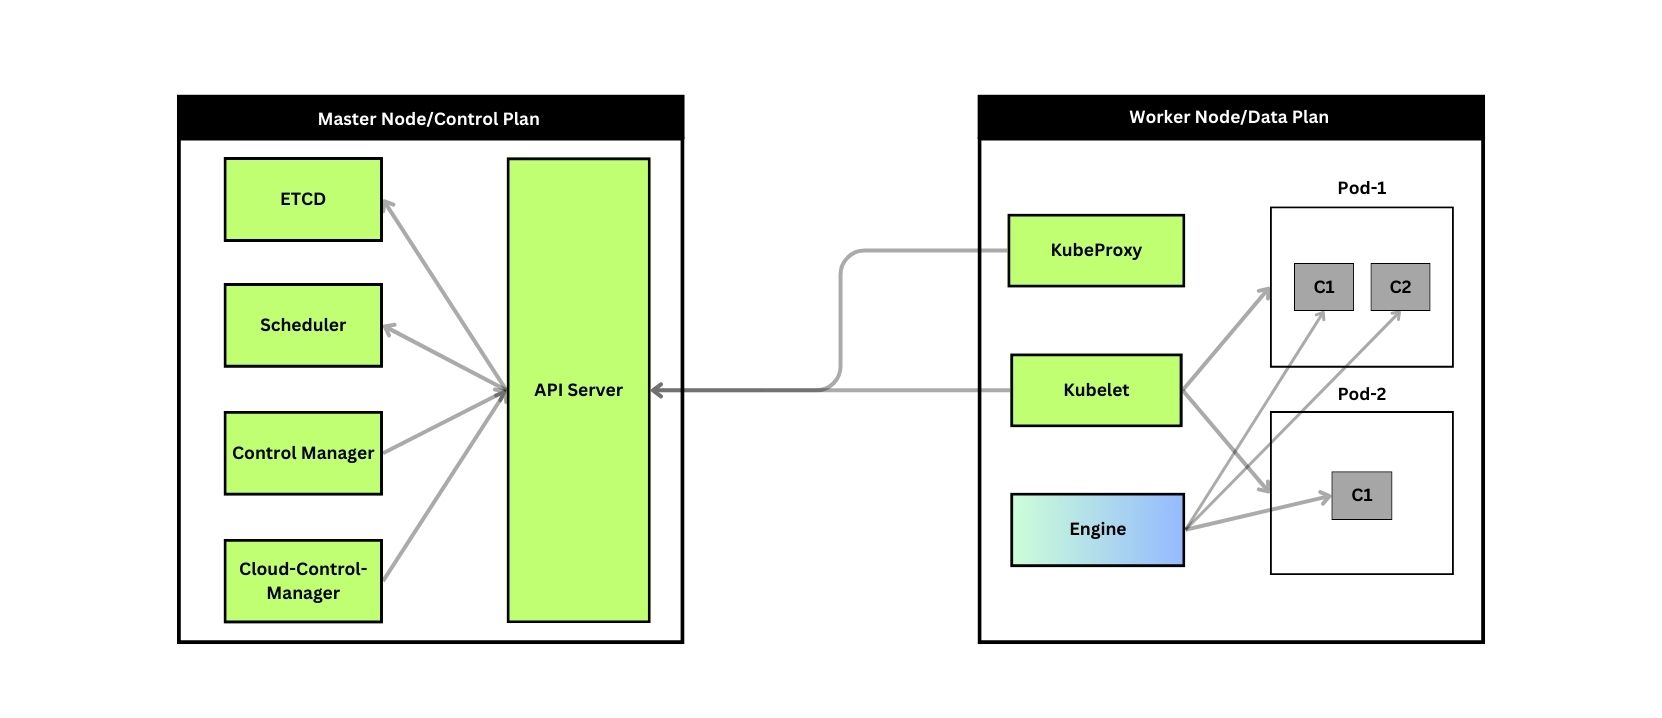 Master Node/Control Plan
ETCD
Scheduler
Control Manager
Cloud-Control-
Manager
API Server
Worker Node/Data Plan
KubeProxy
Kubelet
Engine
Pod-1
C1
C2
Pod-2
C1